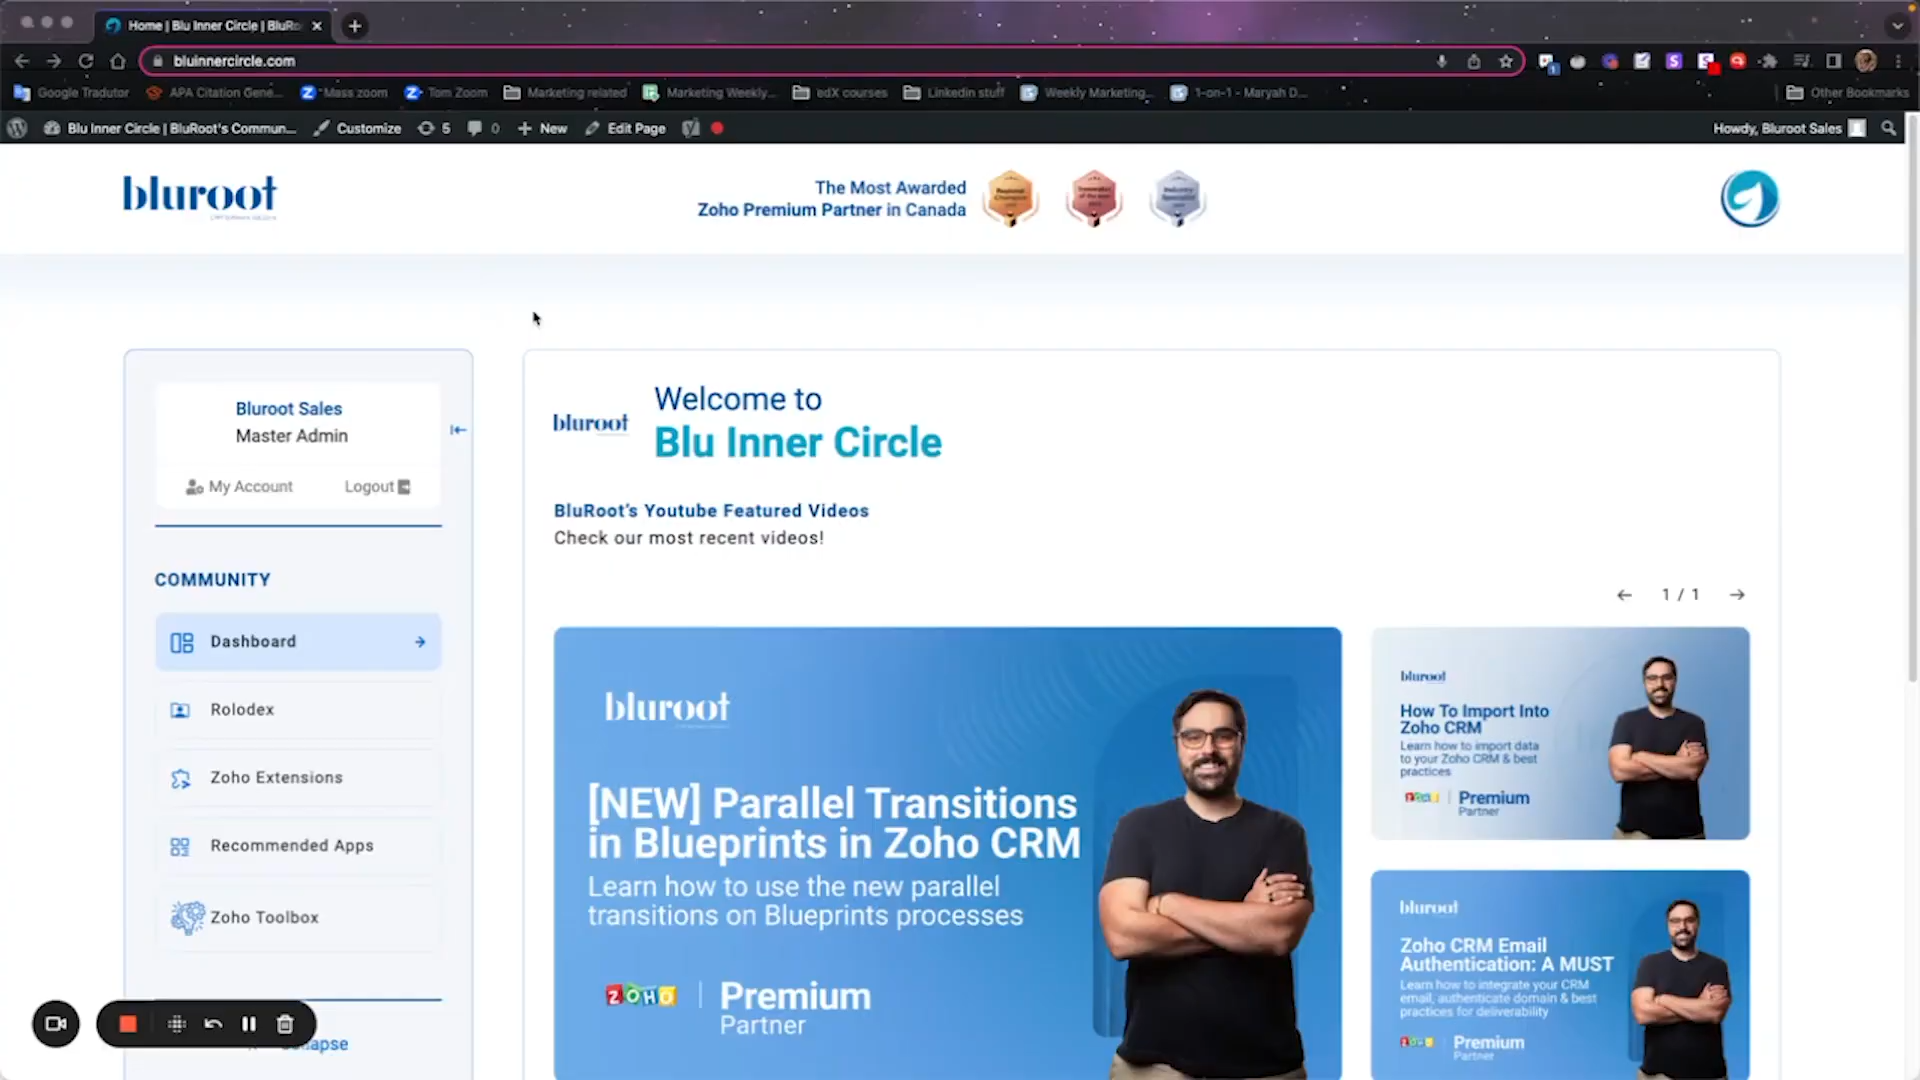 Home | Blu Inner Circle | BluRo
bluinnercircle.com
Google Tradutor
APA Citation Gene...
Mass zoom
Tom Zoom
Marketing related
Marketing Weekly...
edX courses
Linkedin stuff
Weekly Marketing...
1-on-1 - Maryah D...
Other Bookmarks
Blu Inner Circle | BluRoot's Commun...
Customize
5
0
New
Edit Page
Howdy, Bluroot Sales
bluroot
The Most Awarded
Zoho Premium Partner in Canada
Bluroot Sales
Master Admin
My Account
Logout
COMMUNITY
Dashboard
Rolodex
Zoho Extensions
Recommended Apps
Zoho Toolbox
lapse
bluroot
Welcome to
Blu Inner Circle
BluRoot's Youtube Featured Videos
Check our most recent videos!
1 / 1
bluroot
[NEW] Parallel Transitions
in Blueprints in Zoho CRM
Learn how to use the new parallel
transitions on Blueprints processes
ZOHO
Premium
Partner
bluroot
How To Import Into
Zoho CRM
Learn how to import data
to your Zoho CRM & best
practices
ZOHO
Premium
Partner
bluroot
Zoho CRM Email
Authentication: A MUST
Learn how to integrate your CRM
email, authenticate domain & best
practices for deliverability
ZOHO
Premium
Partner